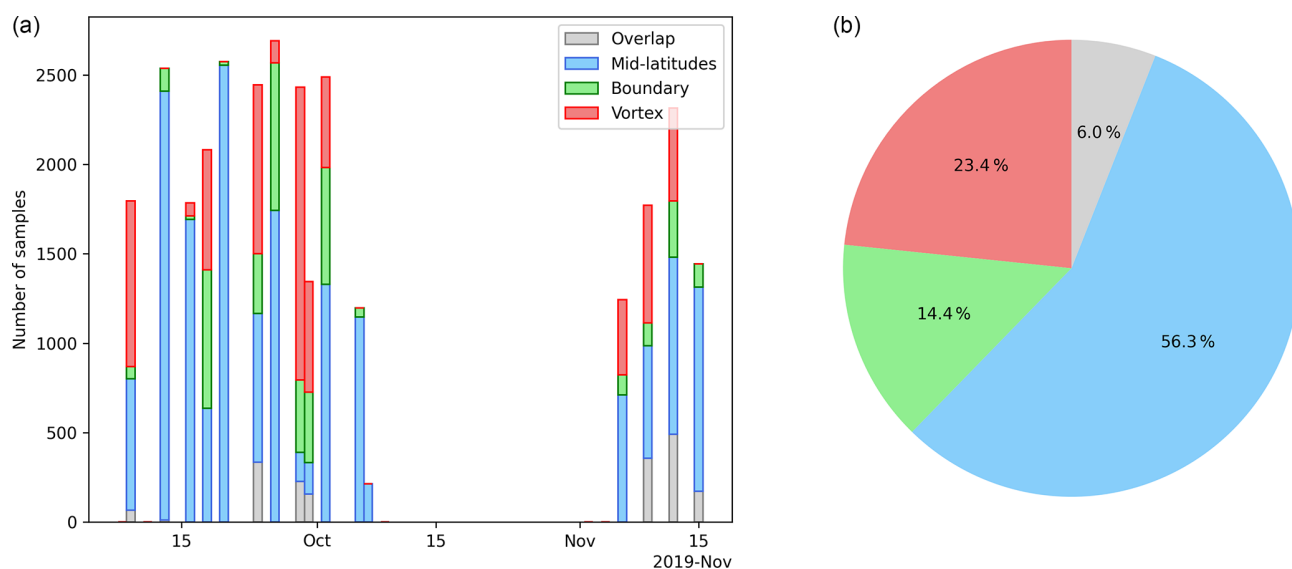 (a)
Number of samples
2500
2000
1500
1000
500
0
Overlap
Mid-latitudes
Boundary
Vortex
15
Oct
15
Nov
15
2019-Nov
(b)
6.0 %
23.4 %
14.4 %
56.3 %